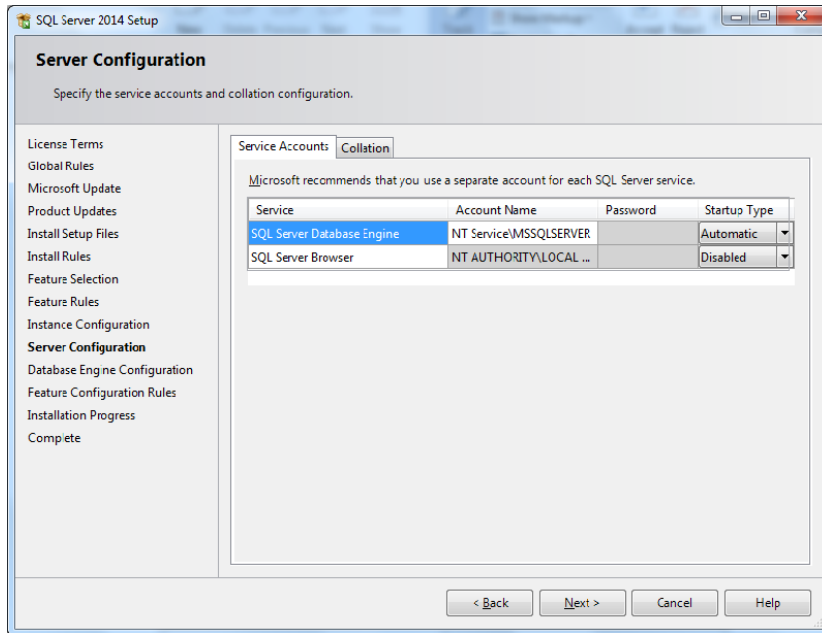 SQL Server 2014 Setup
Server Configuration
Specify the service accounts and collation configuration.
License Terms
Global Rules
Microsoft Update
Product Updates
Install Setup Files
Install Rules
Feature Selection
Feature Rules
Instance Configuration
Server Configuration
Database Engine Configuration
Feature Configuration Rules
Installation Progress
Complete
Service Accounts Collation
Microsoft recommends that you use a separate account for each SQL Server service.
Service Account Name Password Startup Type
SQL Server Database Engine NT Service\MSSQLSERVER Automatic
SQL Server Browser NT AUTHORITY\LOCAL ... Disabled
< Back Next > Cancel Help